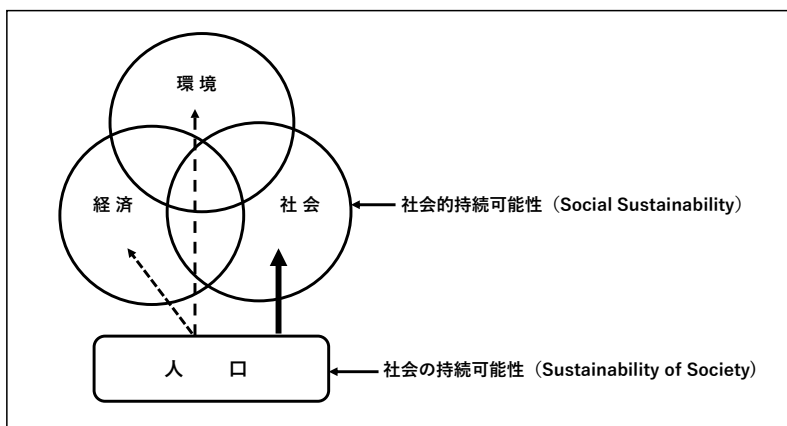 環 境
経 済
社 会
社会的持続可能性（Social Sustainability）
人 口
社会の持続可能性（Sustainability of Society）